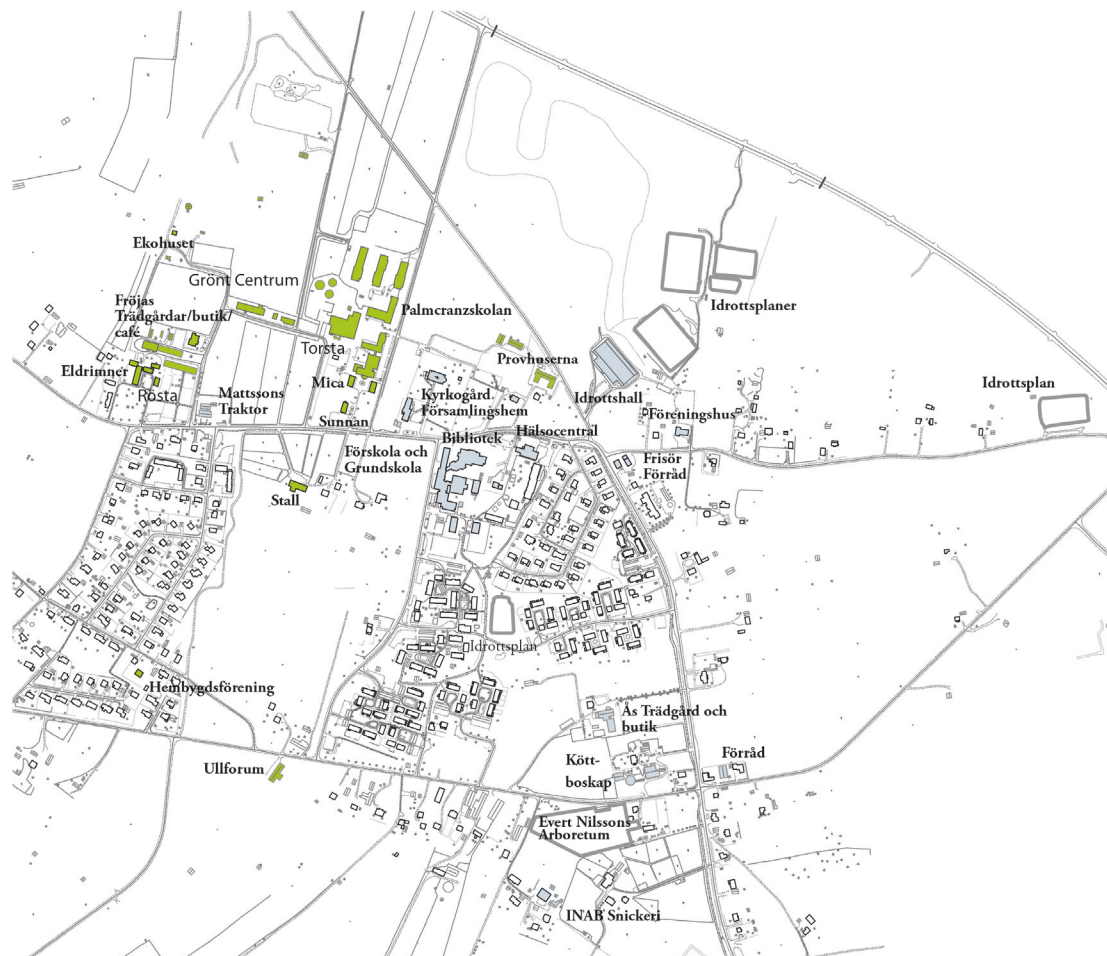 Ekohuset
Grönt Centrum
Fröjas
Trädgårdar/butik/
café
Palmcranzskolan
Idrottsplaner
Torsta
Eldrimner
Rösta
Mattssons
Traktor
Mica
Sunnan
Provhuserna
Kyrkogård
Församlingshem
Idrottshall
Idrottsplan
Föreningshus
Hälsocentral
Bibliotek
Förskola och
Grundskola
Frisör
Förråd
Stall
Idrottsplan
Hembygdsförening
Ullforum
Ås Trädgård och
butik
Kött-
boskap
Förråd
Evert Nilssons
Arboretum
INAB Snickeri